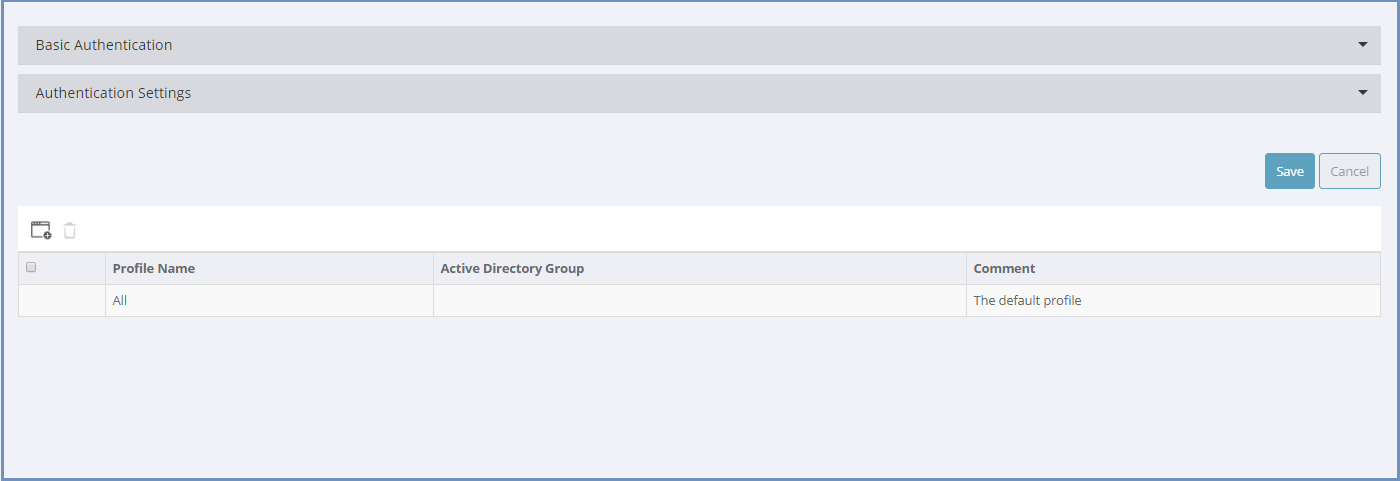 Basic Authentication
Authentication Settings
Save Cancel
Profile Name Active Directory Group Comment
All The default profile